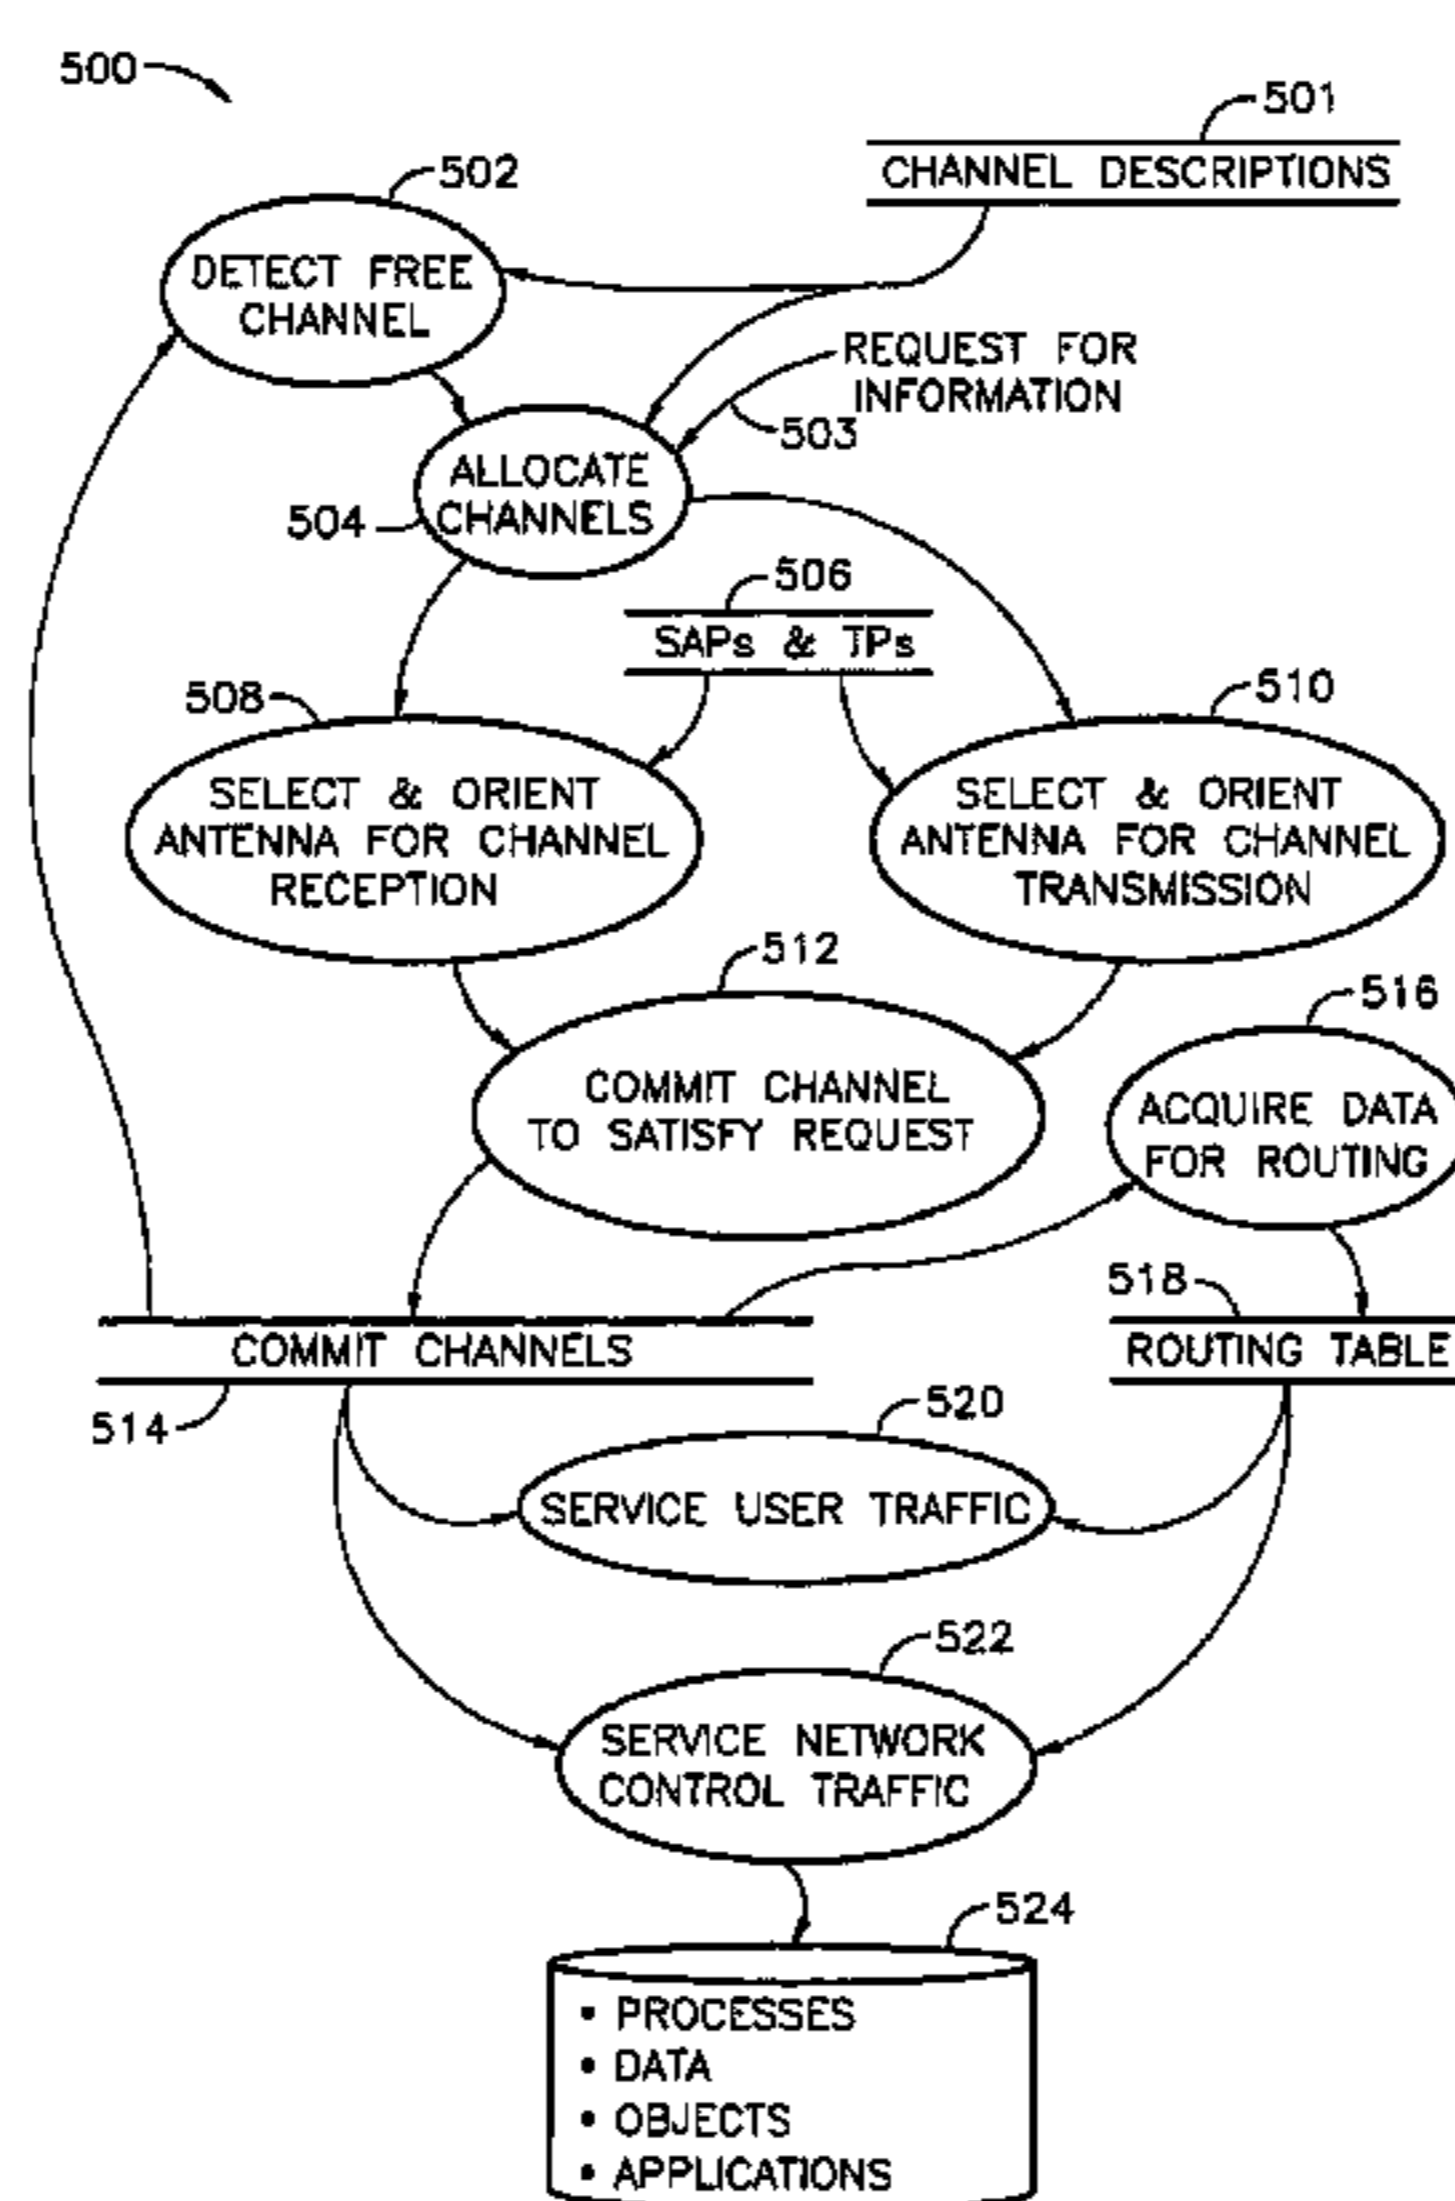 500
501
CHANNEL DESCRIPTIONS
502
DETECT FREE
CHANNEL
REQUEST FOR
INFORMATION
503
ALLOCATE
CHANNELS
504
506
SAPs & TPs
508
510
SELECT & ORIENT
ANTENNA FOR CHANNEL
RECEPTION
SELECT & ORIENT
ANTENNA FOR CHANNEL
TRANSMISSION
512
516
COMMIT CHANNEL
TO SATISFY REQUEST
ACQUIRE DATA
FOR ROUTING
518
COMMIT CHANNELS
ROUTING TABLE
514
520
SERVICE USER TRAFFIC
522
SERVICE NETWORK
CONTROL TRAFFIC
524
• PROCESSES
• DATA
• OBJECTS
• APPLICATIONS